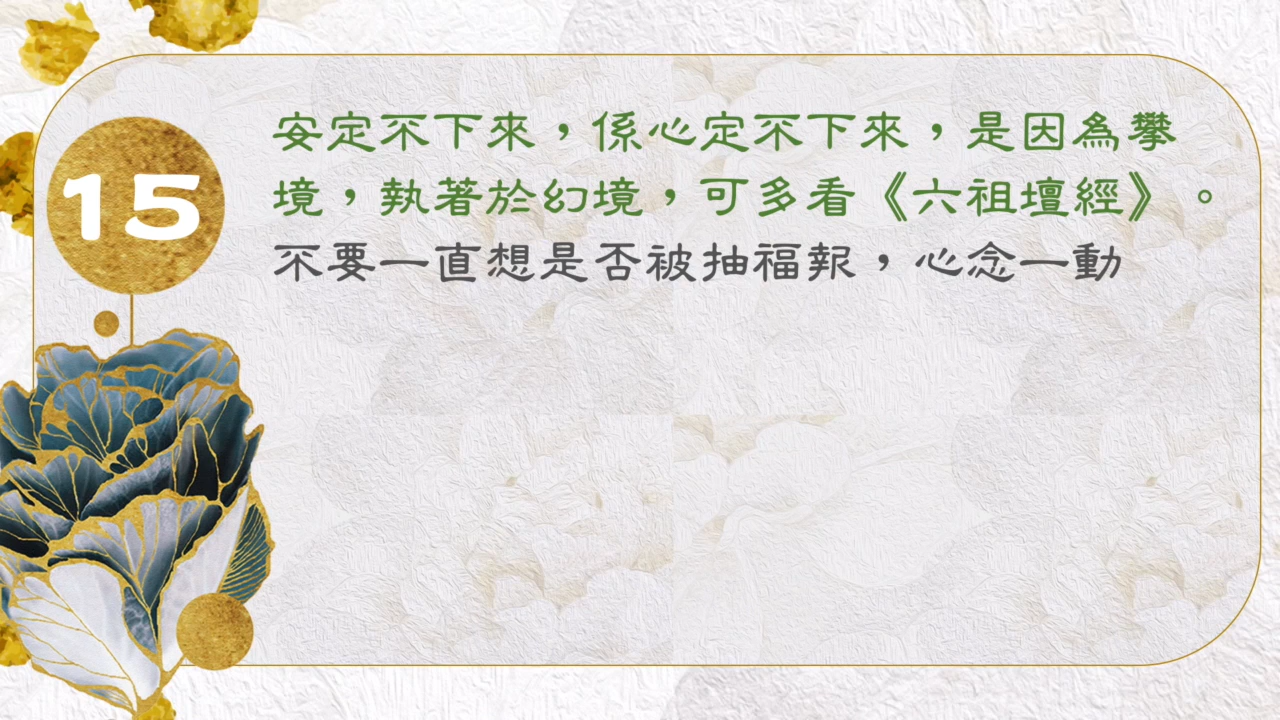 15
安定不下來，係心定不下來，是因為攀
境，執著於幻境，可多看《六祖壇經》。
不要一直想是否被抽福報，心念一動